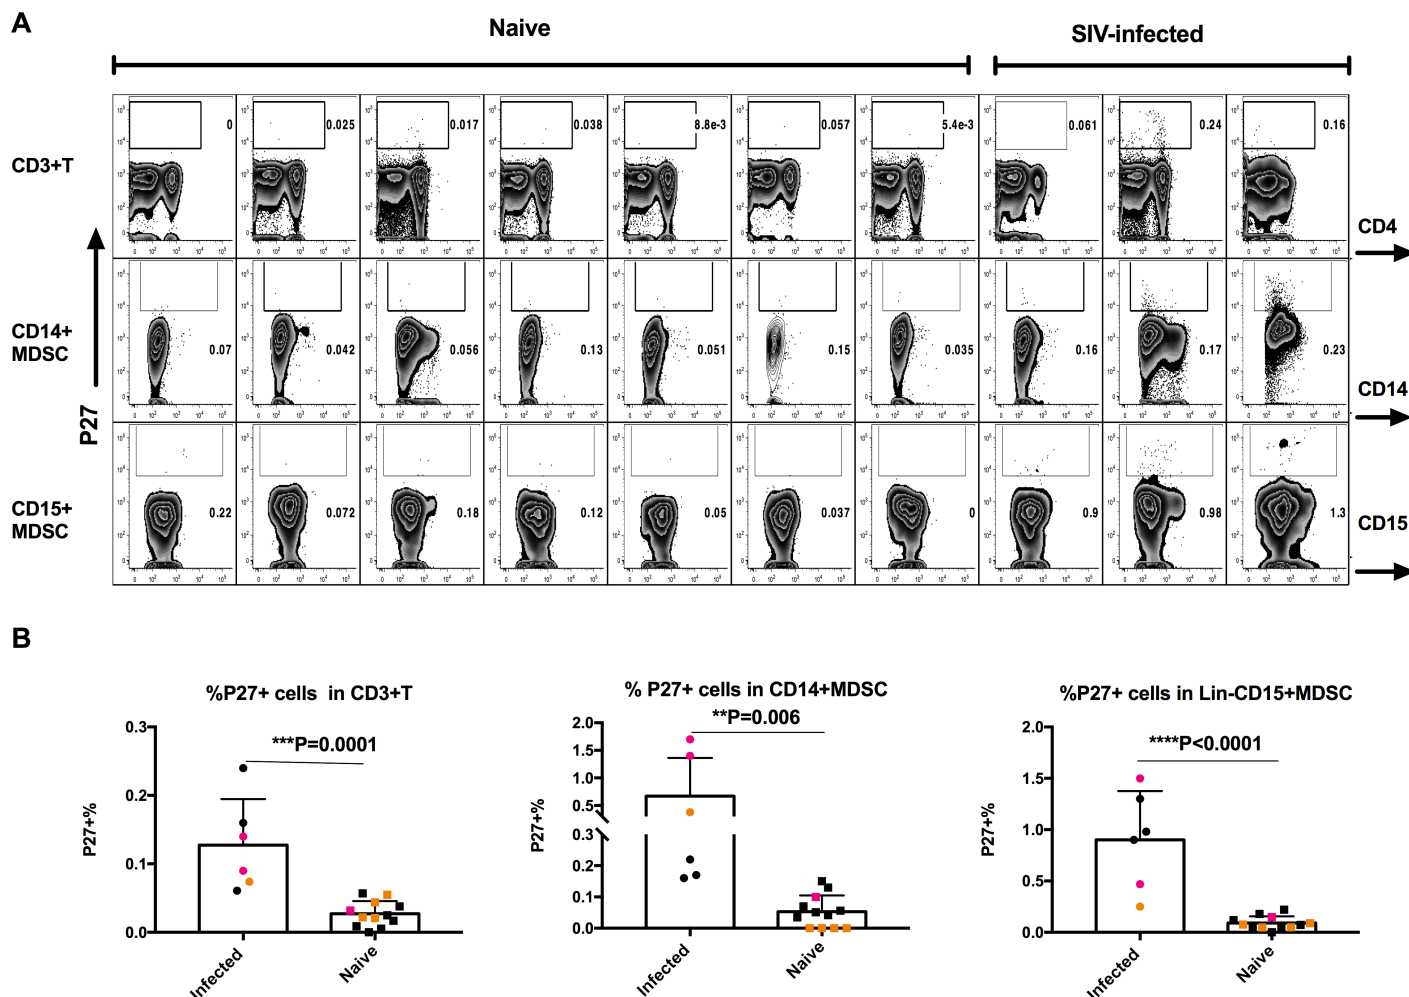 A
Naive
SIV-infected
CD3+T
0
0.025
0.017
0.038
8.8e-3
0.057
5.4e-3
0.061
0.24
0.16
CD4
CD14+
MDSC
0.07
0.042
0.056
0.13
0.051
0.15
0.035
0.16
0.17
0.23
CD14
P27
CD15+
MDSC
0.22
0.072
0.18
0.12
0.05
0.037
0
0.9
0.98
1.3
CD15
B
%P27+ cells in CD3+T
***P=0.0001
P27+%
0.3
0.2
0.1
0.0
Infected
Naive
% P27+ cells in CD14+MDSC
**P=0.006
P27+%
2.0
1.5
1.0
0.5
0.3
0.2
0.1
0.0
Infected
Naive
%P27+ cells in Lin-CD15+MDSC
****P<0.0001
P27+%
2.0
1.5
1.0
0.5
0.0
Infected
Naive